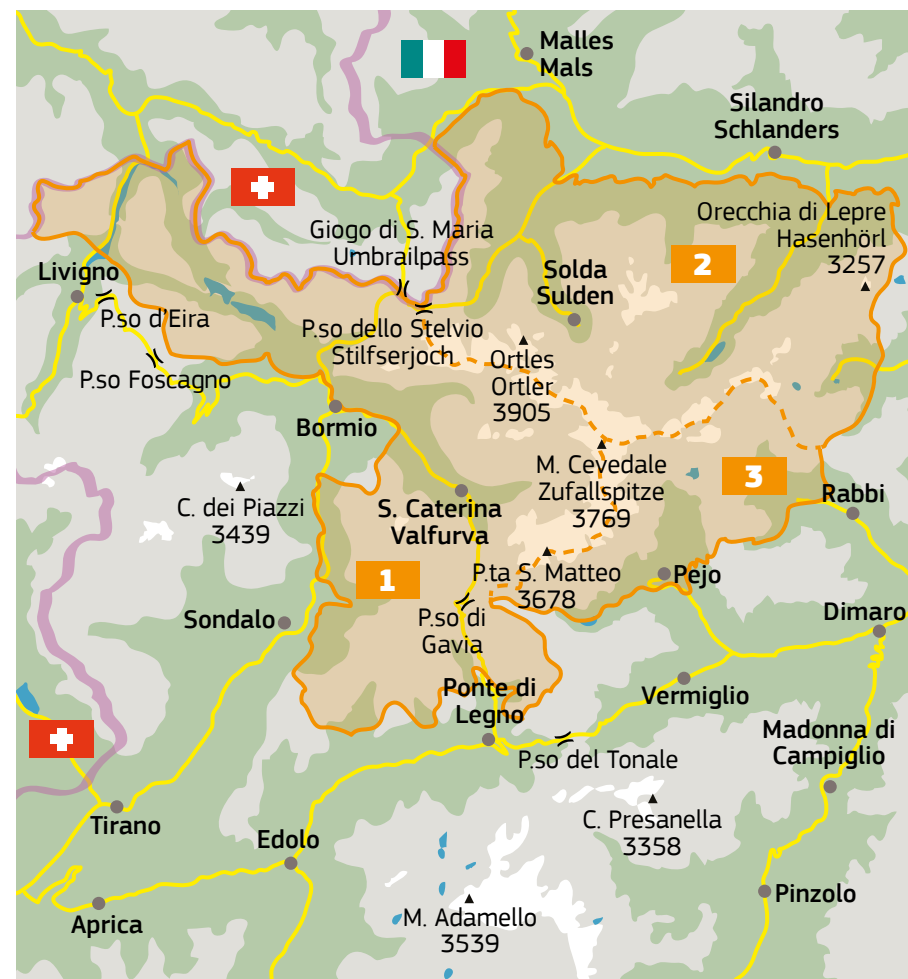 Malles
Mals
Silandro
Schlanders
Orecchia di Lepre
Hasenhörl
3257
Giogo di S. Maria
Umbrailpass
2
Livigno
Solda
Sulden
P.so d'Eira
P.so dello Stelvio
Stilfserjoch
P.so Foscagno
Ortles
Ortler
3905
Bormio
M. Cevedale
Zufallspitze
3769
3
Rabbi
C. dei Piazzi
3439
S. Caterina
Valfurva
1
P.ta S. Matteo
3678
Pejo
Sondalo
P.so di
Gavia
Dimaro
Ponte di
Legno
Vermiglio
Madonna di
Campiglio
P.so del Tonale
Tirano
C. Presanella
3358
Edolo
Pinzolo
Aprica
M. Adamello
3539